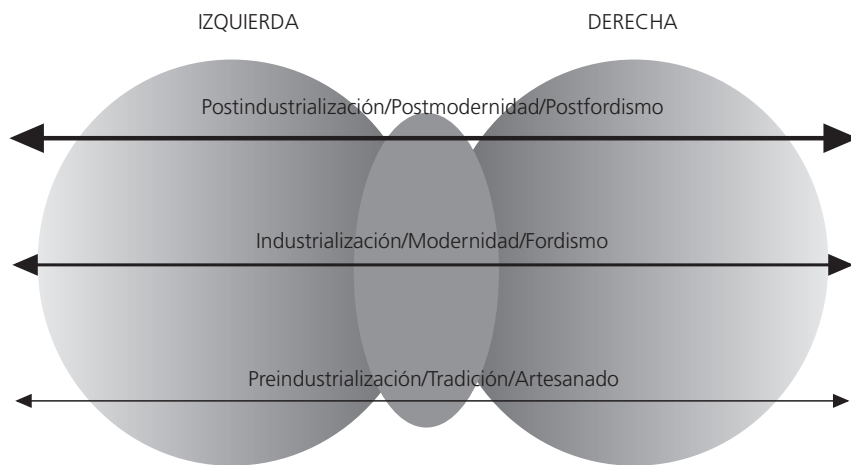 IZQUIERDA
DERECHA
Postindustrialización/Postmodernidad/Postfordismo
Industrialización/Modernidad/Fordismo
Preindustrialización/Tradición/Artesanado